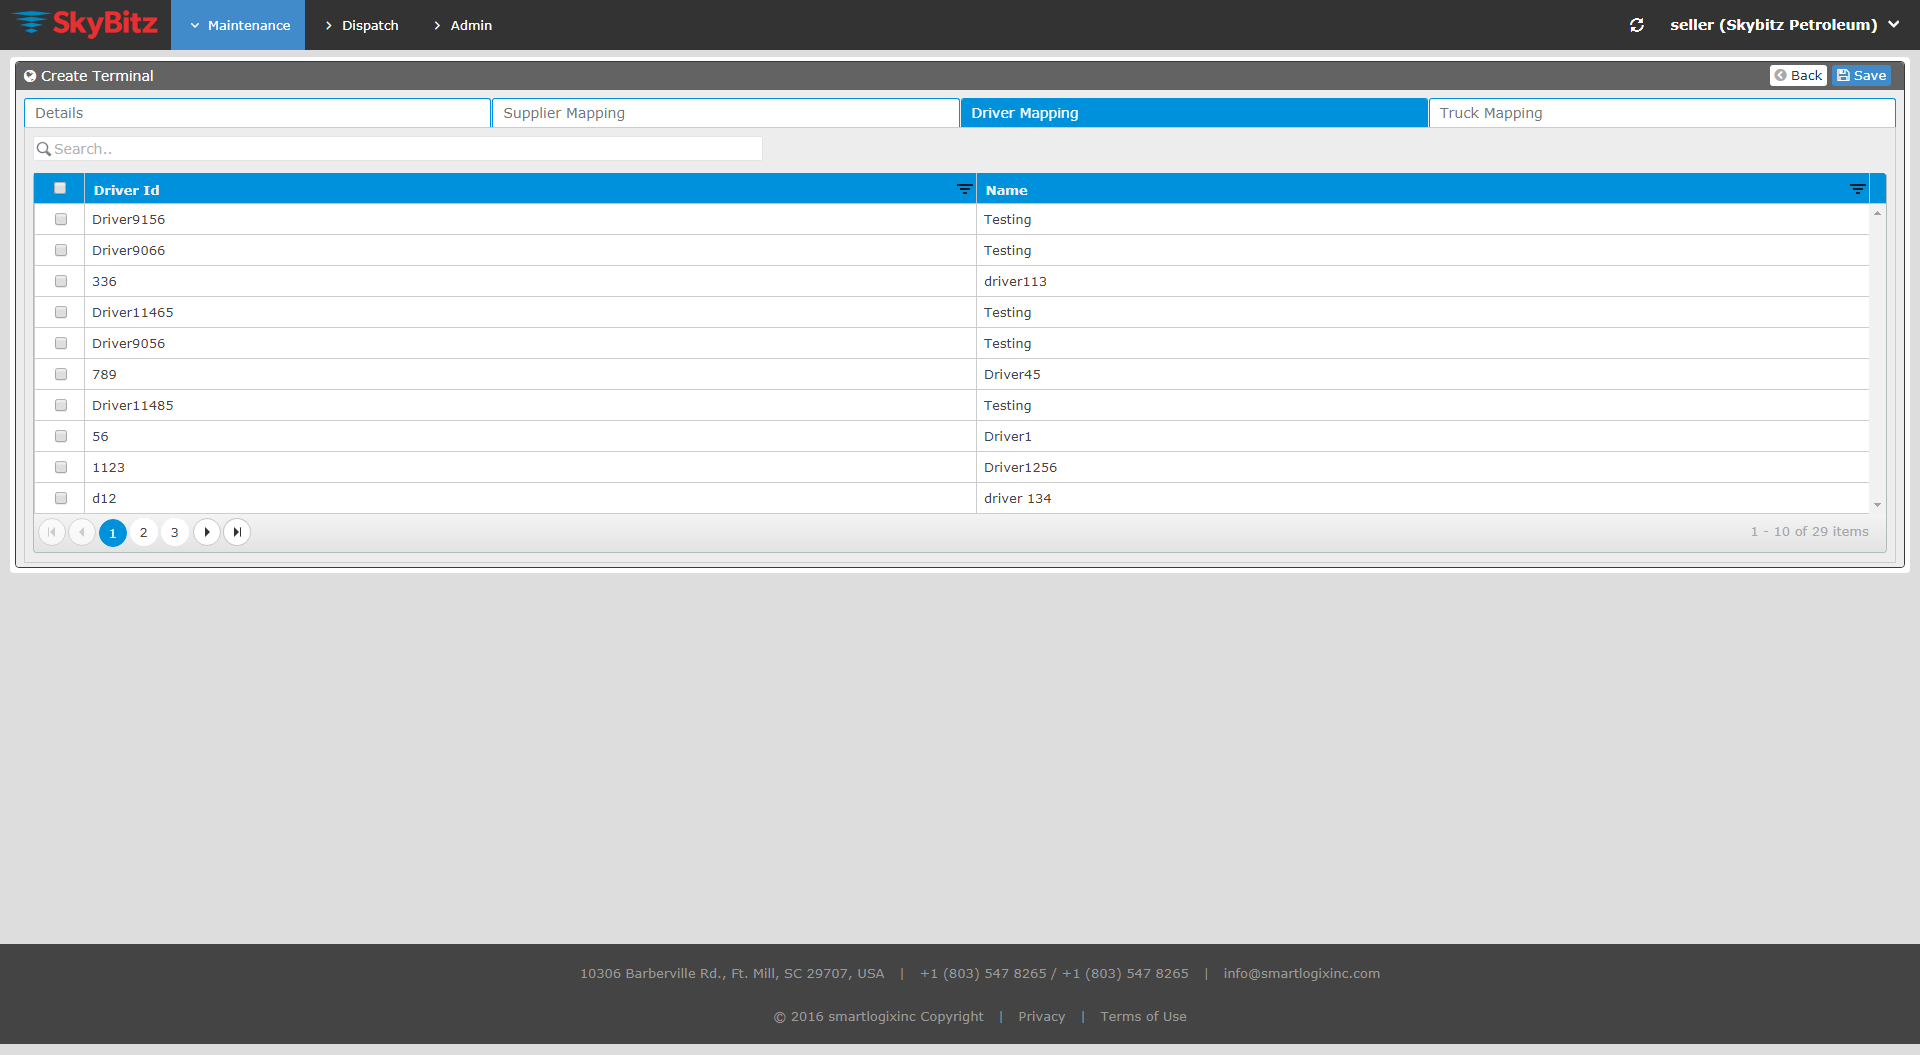 SkyBitz Maintenance Dispatch Admin seller (Skybitz Petroleum)
Create Terminal Back Save
Details Supplier Mapping Driver Mapping Truck Mapping
Search..
Driver Id Name
Driver9156 Testing
Driver9066 Testing
336 driver113
Driver11465 Testing
Driver9056 Testing
789 Driver45
Driver11485 Testing
56 Driver1
1123 Driver1256
d12 driver 134
1 2 3 1 - 10 of 29 items
10306 Barberville Rd., Ft. Mill, SC 29707, USA | +1 (803) 547 8265 / +1 (803) 547 8265 | info@smartlogixinc.com
© 2016 smartlogixinc Copyright | Privacy | Terms of Use